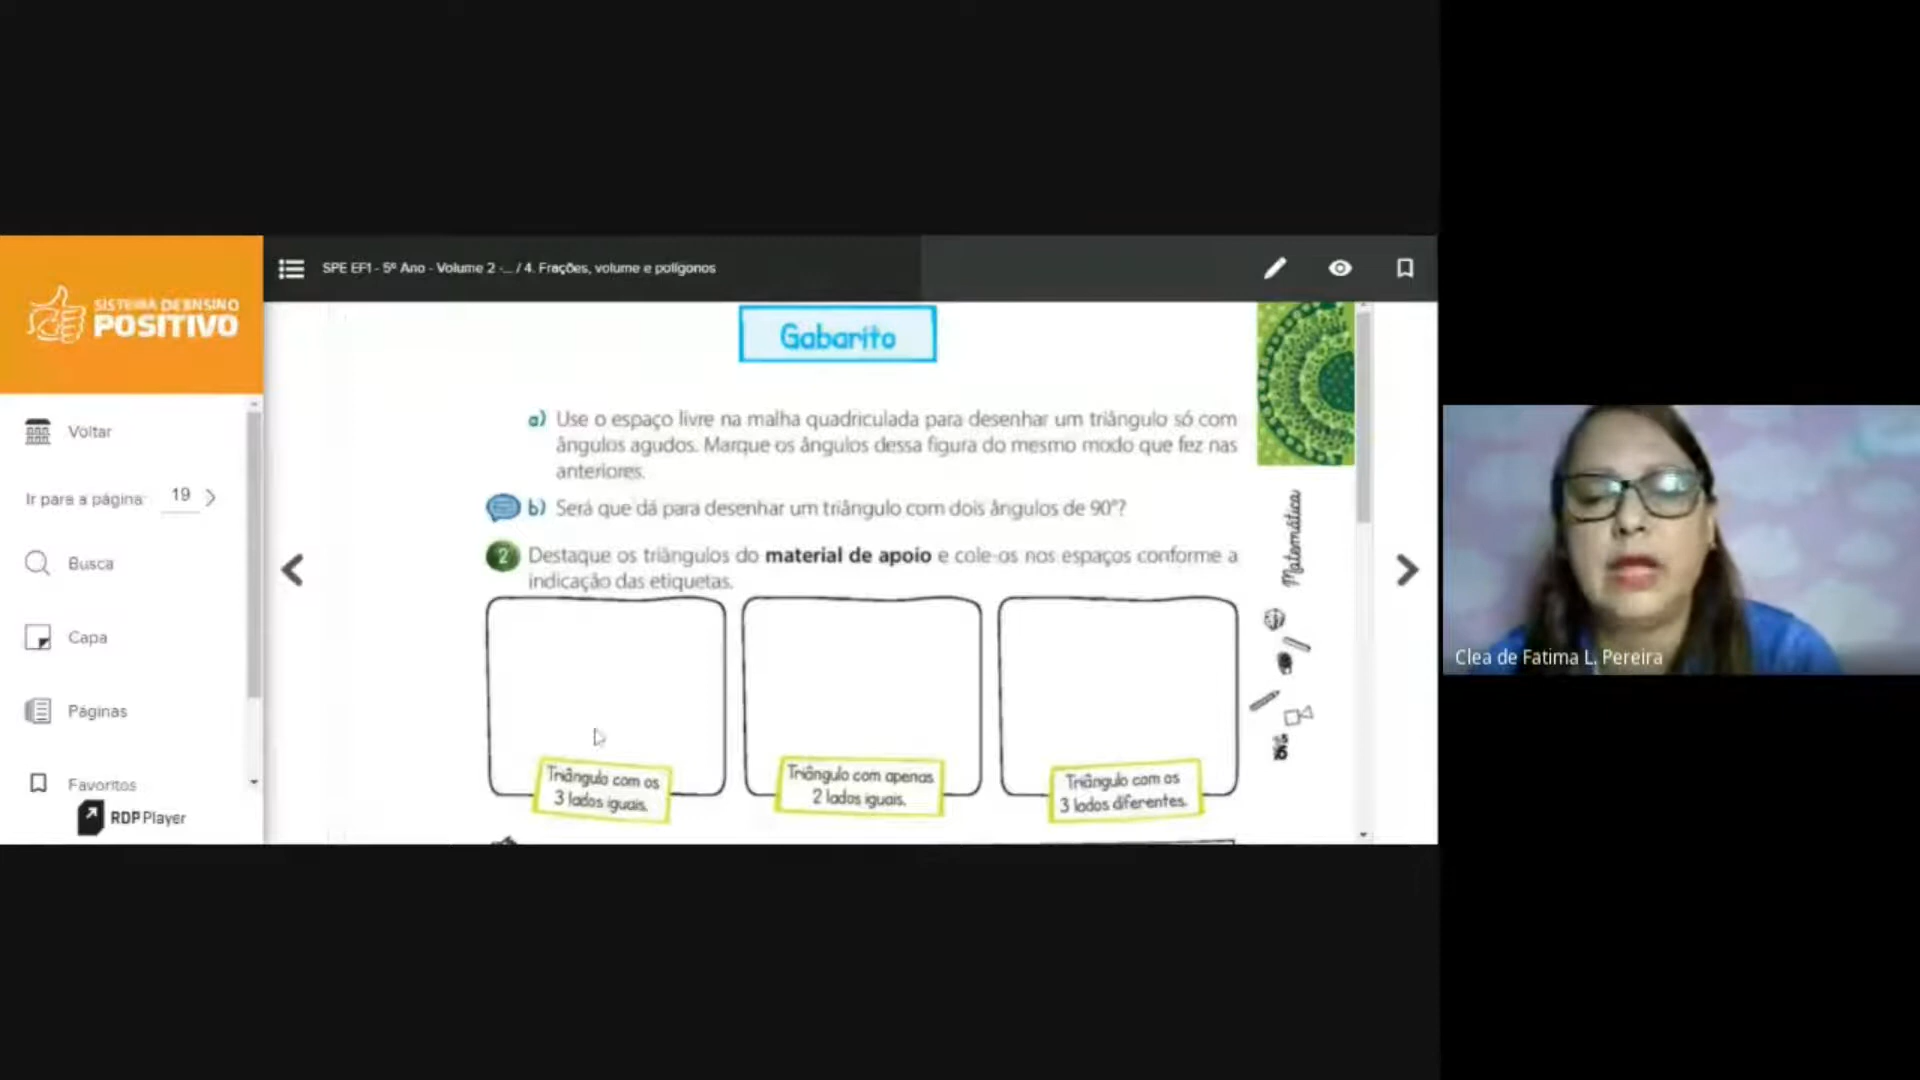 SISTEMA DE ENSINO
POSITIVO
Voltar
Ir para a página: 19
Busca
Capa
Páginas
Favoritos
RDP Player
SPE EF1 - 5º Ano - Volume 2 -... / 4. Frações, volume e polígonos
Gabarito
a) Use o espaço livre na malha quadriculada para desenhar um triângulo só com
ângulos agudos. Marque os ângulos dessa figura do mesmo modo que fez nas
anteriores.
b) Será que dá para desenhar um triângulo com dois ângulos de 90°?
2 Destaque os triângulos do material de apoio e cole-os nos espaços conforme a
indicação das etiquetas.
Triângulo com os
3 lados iguais.
Triângulo com apenas
2 lados iguais.
Triângulo com os
3 lados diferentes.
Matemática
Clea de Fatima L. Pereira